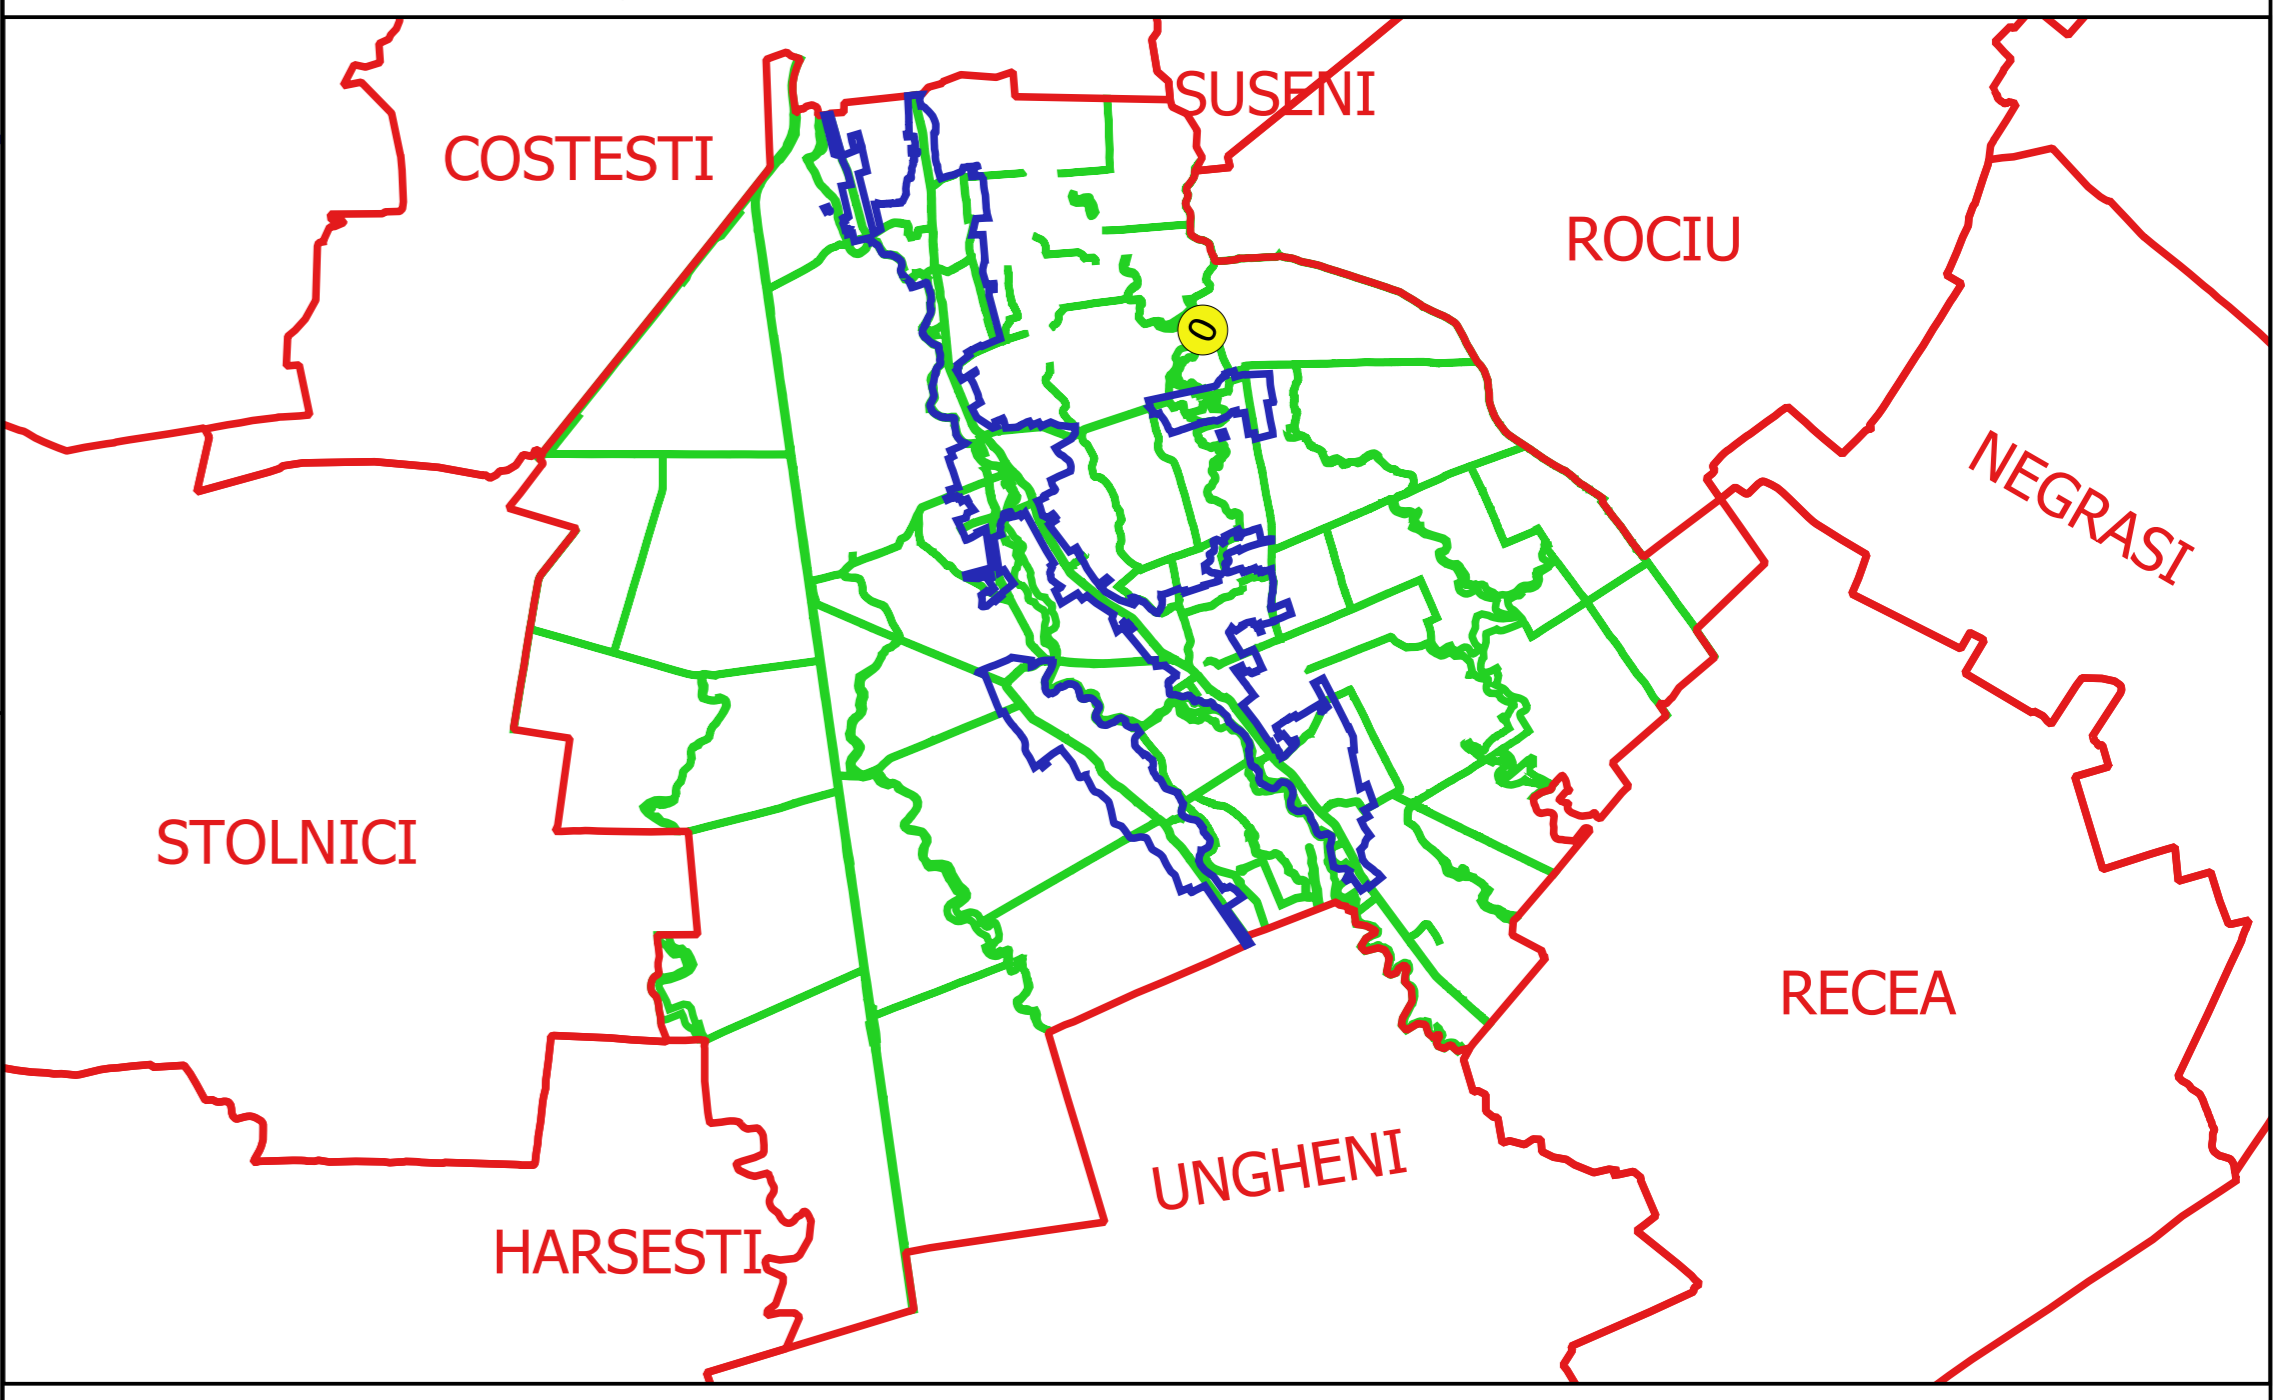 SUSENI
COSTESTI
ROCIU
0
NEGRASI
STOLNICI
RECEA
UNGHENI
HARSESTI